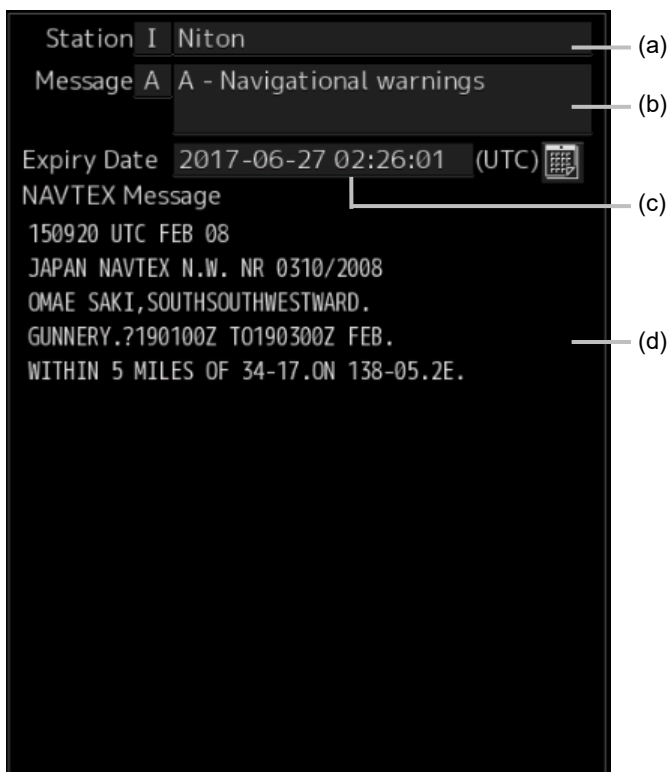 Station I Niton (a)
Message A A - Navigational warnings (b)
Expiry Date 2017-06-27 02:26:01 (UTC)
(c)
NAVTEX Message
150920 UTC FEB 08
JAPAN NAVTEX N.W. NR 0310/2008
OMAE SAKI,SOUTHSOUTHWESTWARD.
GUNNERY.?190100Z TO190300Z FEB. (d)
WITHIN 5 MILES OF 34-17.ON 138-05.2E.